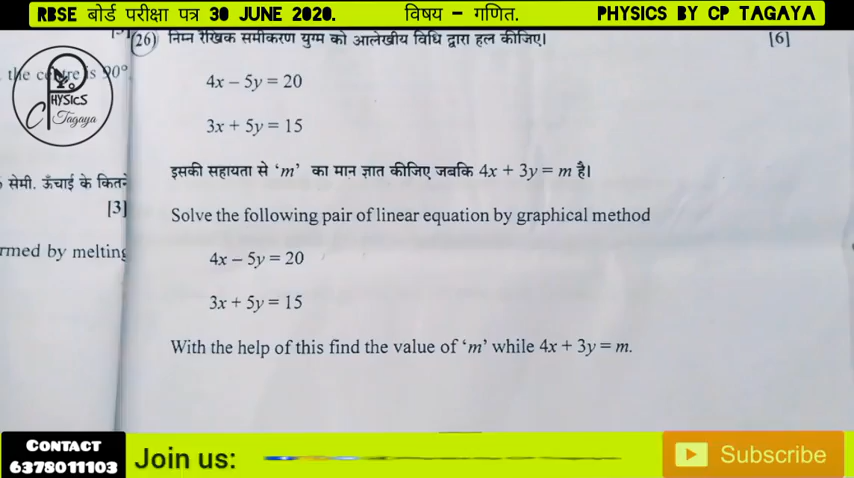 RBSE बोर्ड परीक्षा पत्र 30 JUNE 2020. विषय - गणित. PHYSICS BY CP TAGAYA
(26) निम्न रैखिक समीकरण युग्म को आलेखीय विधि द्वारा हल कीजिए। [6]
the centre is 90°
PHYSICS
C Tagaya
4x – 5y = 20
3x + 5y = 15
इसकी सहायता से ‘m’ का मान ज्ञात कीजिए जबकि 4x + 3y = m है।
सेमी. ऊँचाई के कितने
[3]
Solve the following pair of linear equation by graphical method
rmed by melting
4x – 5y = 20
3x + 5y = 15
With the help of this find the value of ‘m’ while 4x + 3y = m.
CONTACT
6378011103
Join us:
Subscribe